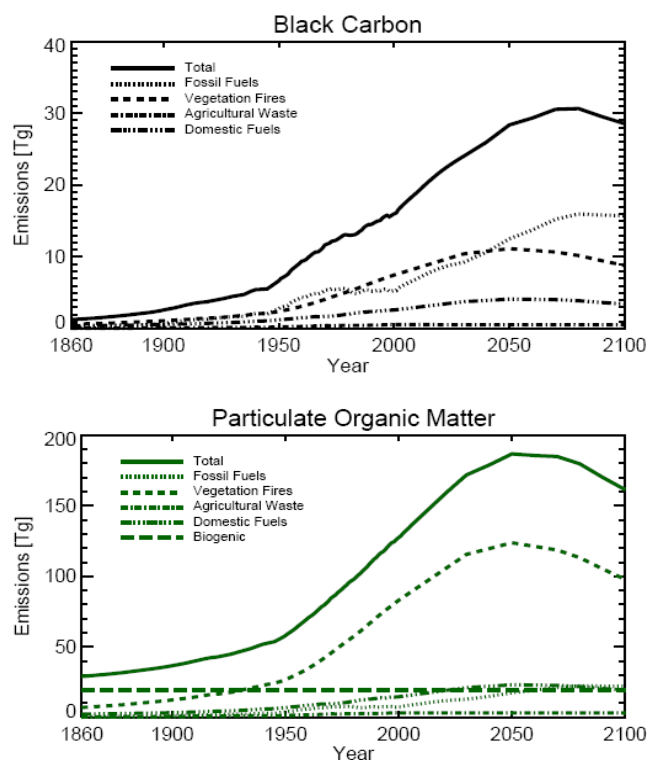 Black Carbon
40
30
20
10
0
Emissions [Tg]
Total
Fossil Fuels
Vegetation Fires
Agricultural Waste
Domestic Fuels
1860 1900 1950 2000 2050 2100
Year
Particulate Organic Matter
200
150
100
50
0
Emissions [Tg]
Total
Fossil Fuels
Vegetation Fires
Agricultural Waste
Domestic Fuels
Biogenic
1860 1900 1950 2000 2050 2100
Year